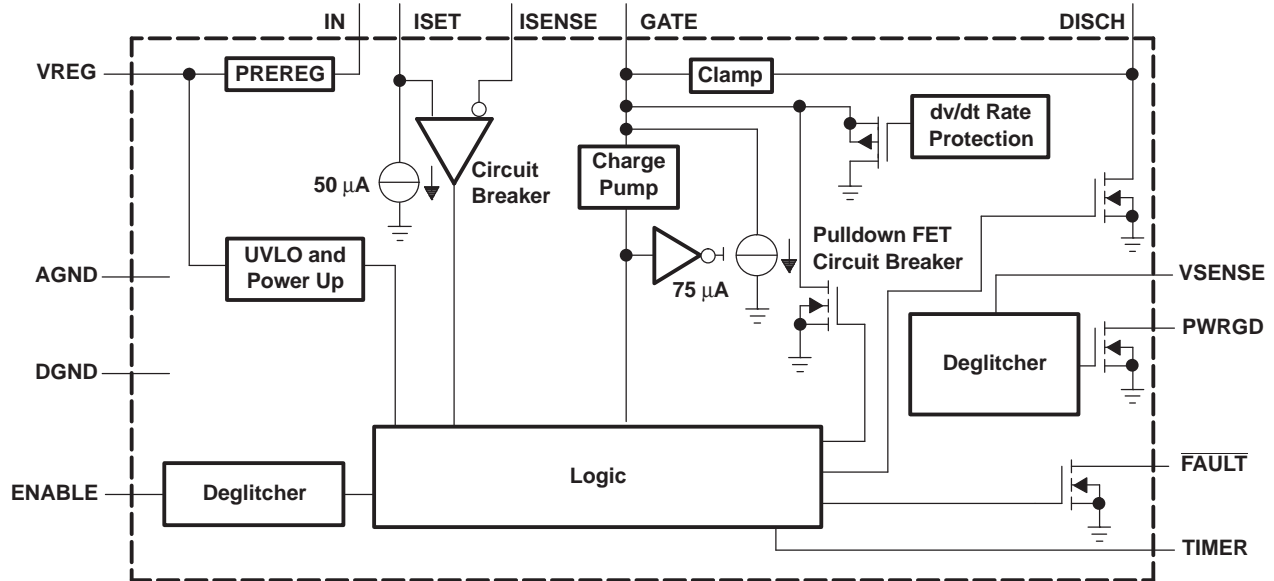 IN ISET ISENSE GATE DISCH
VREG
PREREG
Clamp
dv/dt Rate
Protection
Charge
Pump
Circuit
Breaker
50 μA
Pulldown FET
Circuit Breaker
UVLO and
Power Up
75 μA
AGND
VSENSE
PWRGD
Deglitcher
DGND
FAULT
Logic
ENABLE
Deglitcher
TIMER